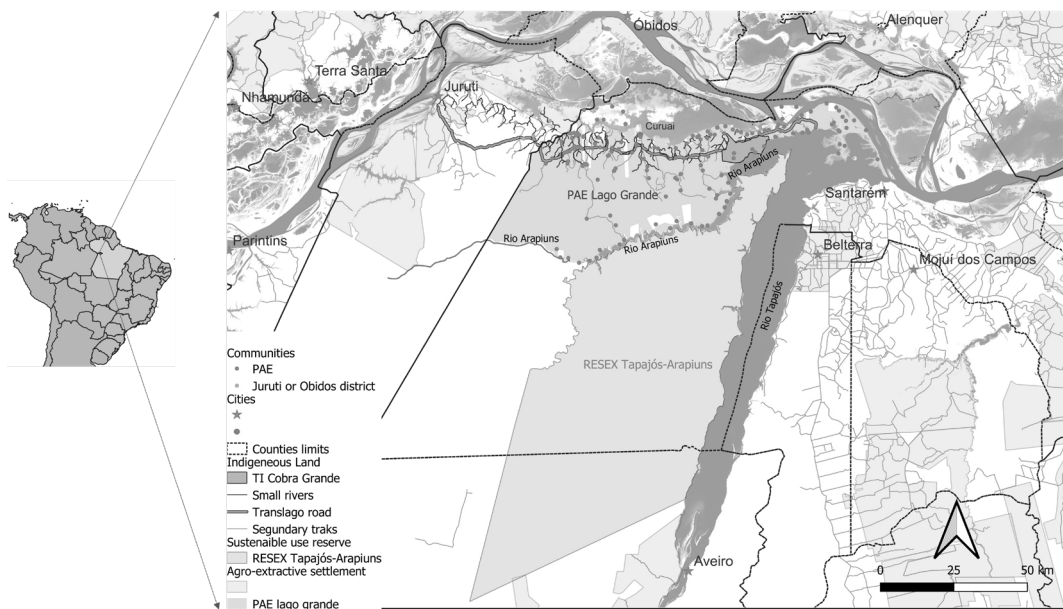 Óbidos
Alenquer
Terra Santa
Nhamundá
Juruti
Curuai
Rio Arapiuns
Santarém
PAE Lago Grande
Parintins
Rio Arapiuns
Rio Arapiuns
Belterra
Mojuí dos Campos
Rio Tapajós
RESEX Tapajós-Arapiuns
Aveiro
Communities
PAE
Juruti or Obidos district
Cities
Counties limits
Indigeneous Land
TI Cobra Grande
Small rivers
Translago road
Segundary traks
Sustenaible use reserve
RESEX Tapajós-Arapiuns
Agro-extractive settlement
PAE lago grande
0 25 50 km